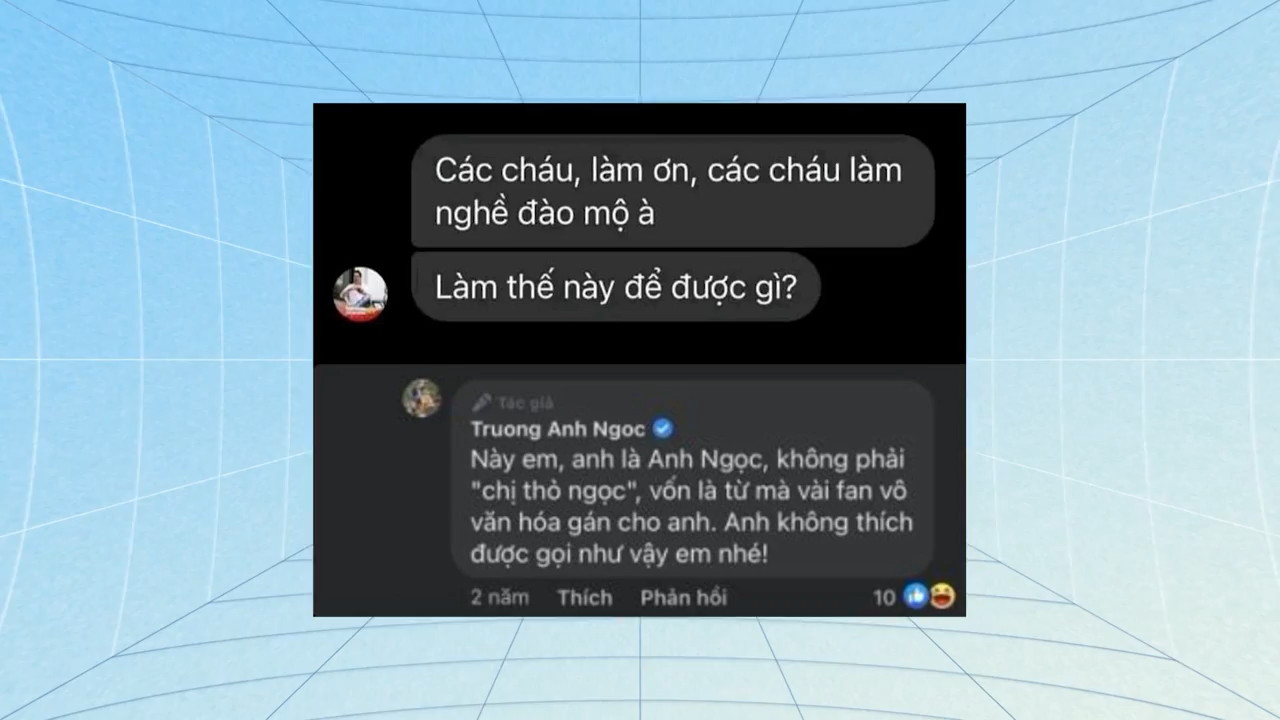 Các cháu, làm ơn, các cháu làm
nghề đào mộ à
Làm thế này để được gì?
Tác giả
Truong Anh Ngoc
Này em, anh là Anh Ngọc, không phải
"chị thỏ ngọc", vốn là từ mà vài fan vô
văn hóa gán cho anh. Anh không thích
được gọi như vậy em nhé!
2 năm Thích Phản hồi 10